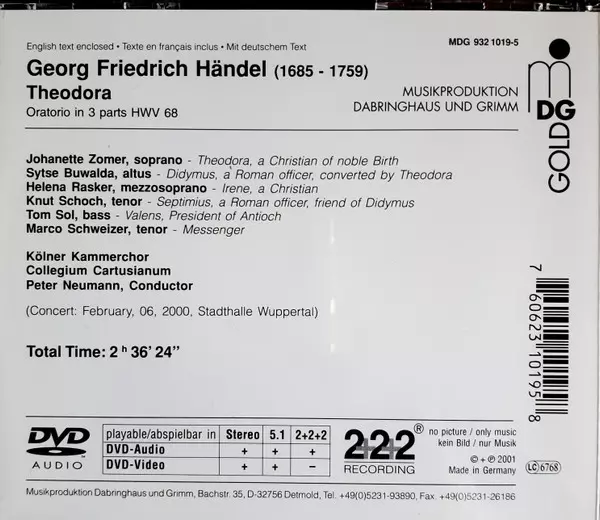 English text enclosed • Texte en français inclus • Mit deutschem Text
MDG 932 1019-5
Georg Friedrich Händel (1685 - 1759)
Theodora
Oratorio in 3 parts HWV 68
MUSIKPRODUKTION
DABRINGHAUS UND GRIMM
mDG
GOLD
Johanette Zomer, soprano - Theodora, a Christian of noble Birth
Sytse Buwalda, altus - Didymus, a Roman officer, converted by Theodora
Helena Rasker, mezzosoprano - Irene, a Christian
Knut Schoch, tenor - Septimius, a Roman officer, friend of Didymus
Tom Sol, bass - Valens, President of Antioch
Marco Schweizer, tenor - Messenger
Kölner Kammerchor
Collegium Cartusianum
Peter Neumann, Conductor
(Concert: February, 06, 2000, Stadthalle Wuppertal)
Total Time: 2 h 36' 24"
7 60623 10195 8
DVD
AUDIO
playable/abspielbar in Stereo 5.1 2+2+2
DVD-Audio + + +
DVD-Video + + –
2+2+2®
RECORDING
no picture / only music
kein Bild / nur Musik
© + ℗ 2001
Made in Germany
LC 6768
Musikproduktion Dabringhaus und Grimm, Bachstr. 35, D-32756 Detmold, Tel. +49(0)5231-93890, Fax +49(0)5231-26186